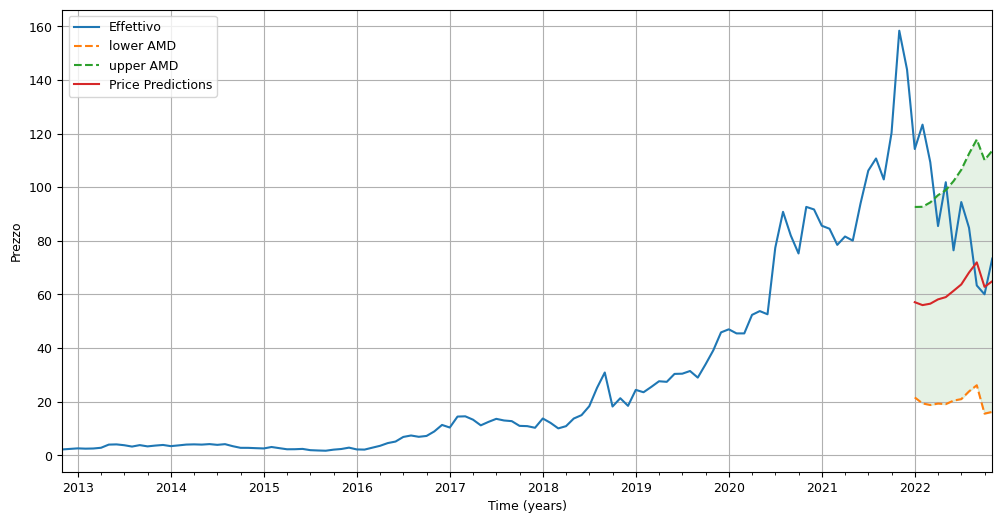 Effettivo
lower AMD
upper AMD
Price Predictions
160
140
120
100
80
60
40
20
0
Prezzo
2013 2014 2015 2016 2017 2018 2019 2020 2021 2022
Time (years)